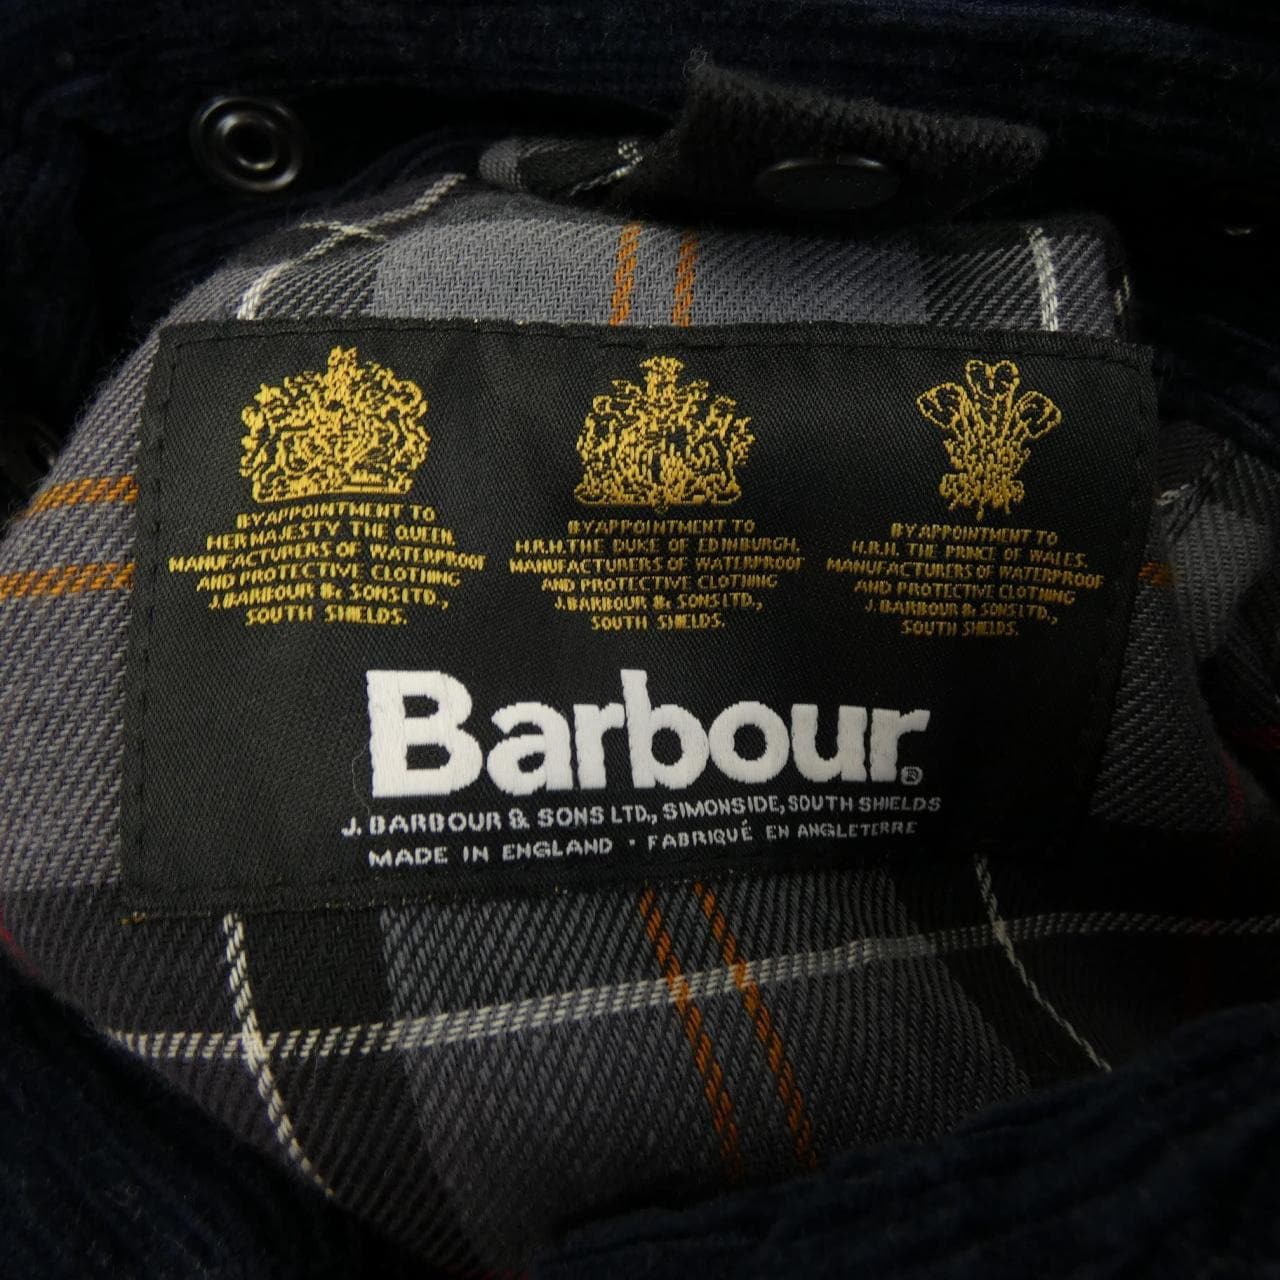 BY APPOINTMENT TO
HER MAJESTY THE QUEEN
MANUFACTURERS OF WATERPROOF
AND PROTECTIVE CLOTHING
J. BARBOUR & SONS LTD.,
SOUTH SHIELDS.
BY APPOINTMENT TO
H.R.H. THE DUKE OF EDINBURGH,
MANUFACTURERS OF WATERPROOF
AND PROTECTIVE CLOTHING
J. BARBOUR & SONS LTD.,
SOUTH SHIELDS.
BY APPOINTMENT TO
H.R.H. THE PRINCE OF WALES.
MANUFACTURERS OF WATERPROOF
AND PROTECTIVE CLOTHING
J. BARBOUR & SONS LTD.,
SOUTH SHIELDS.
Barbour®
J. BARBOUR & SONS LTD., SIMONSIDE, SOUTH SHIELDS
MADE IN ENGLAND · FABRIQUÉ EN ANGLETERRE